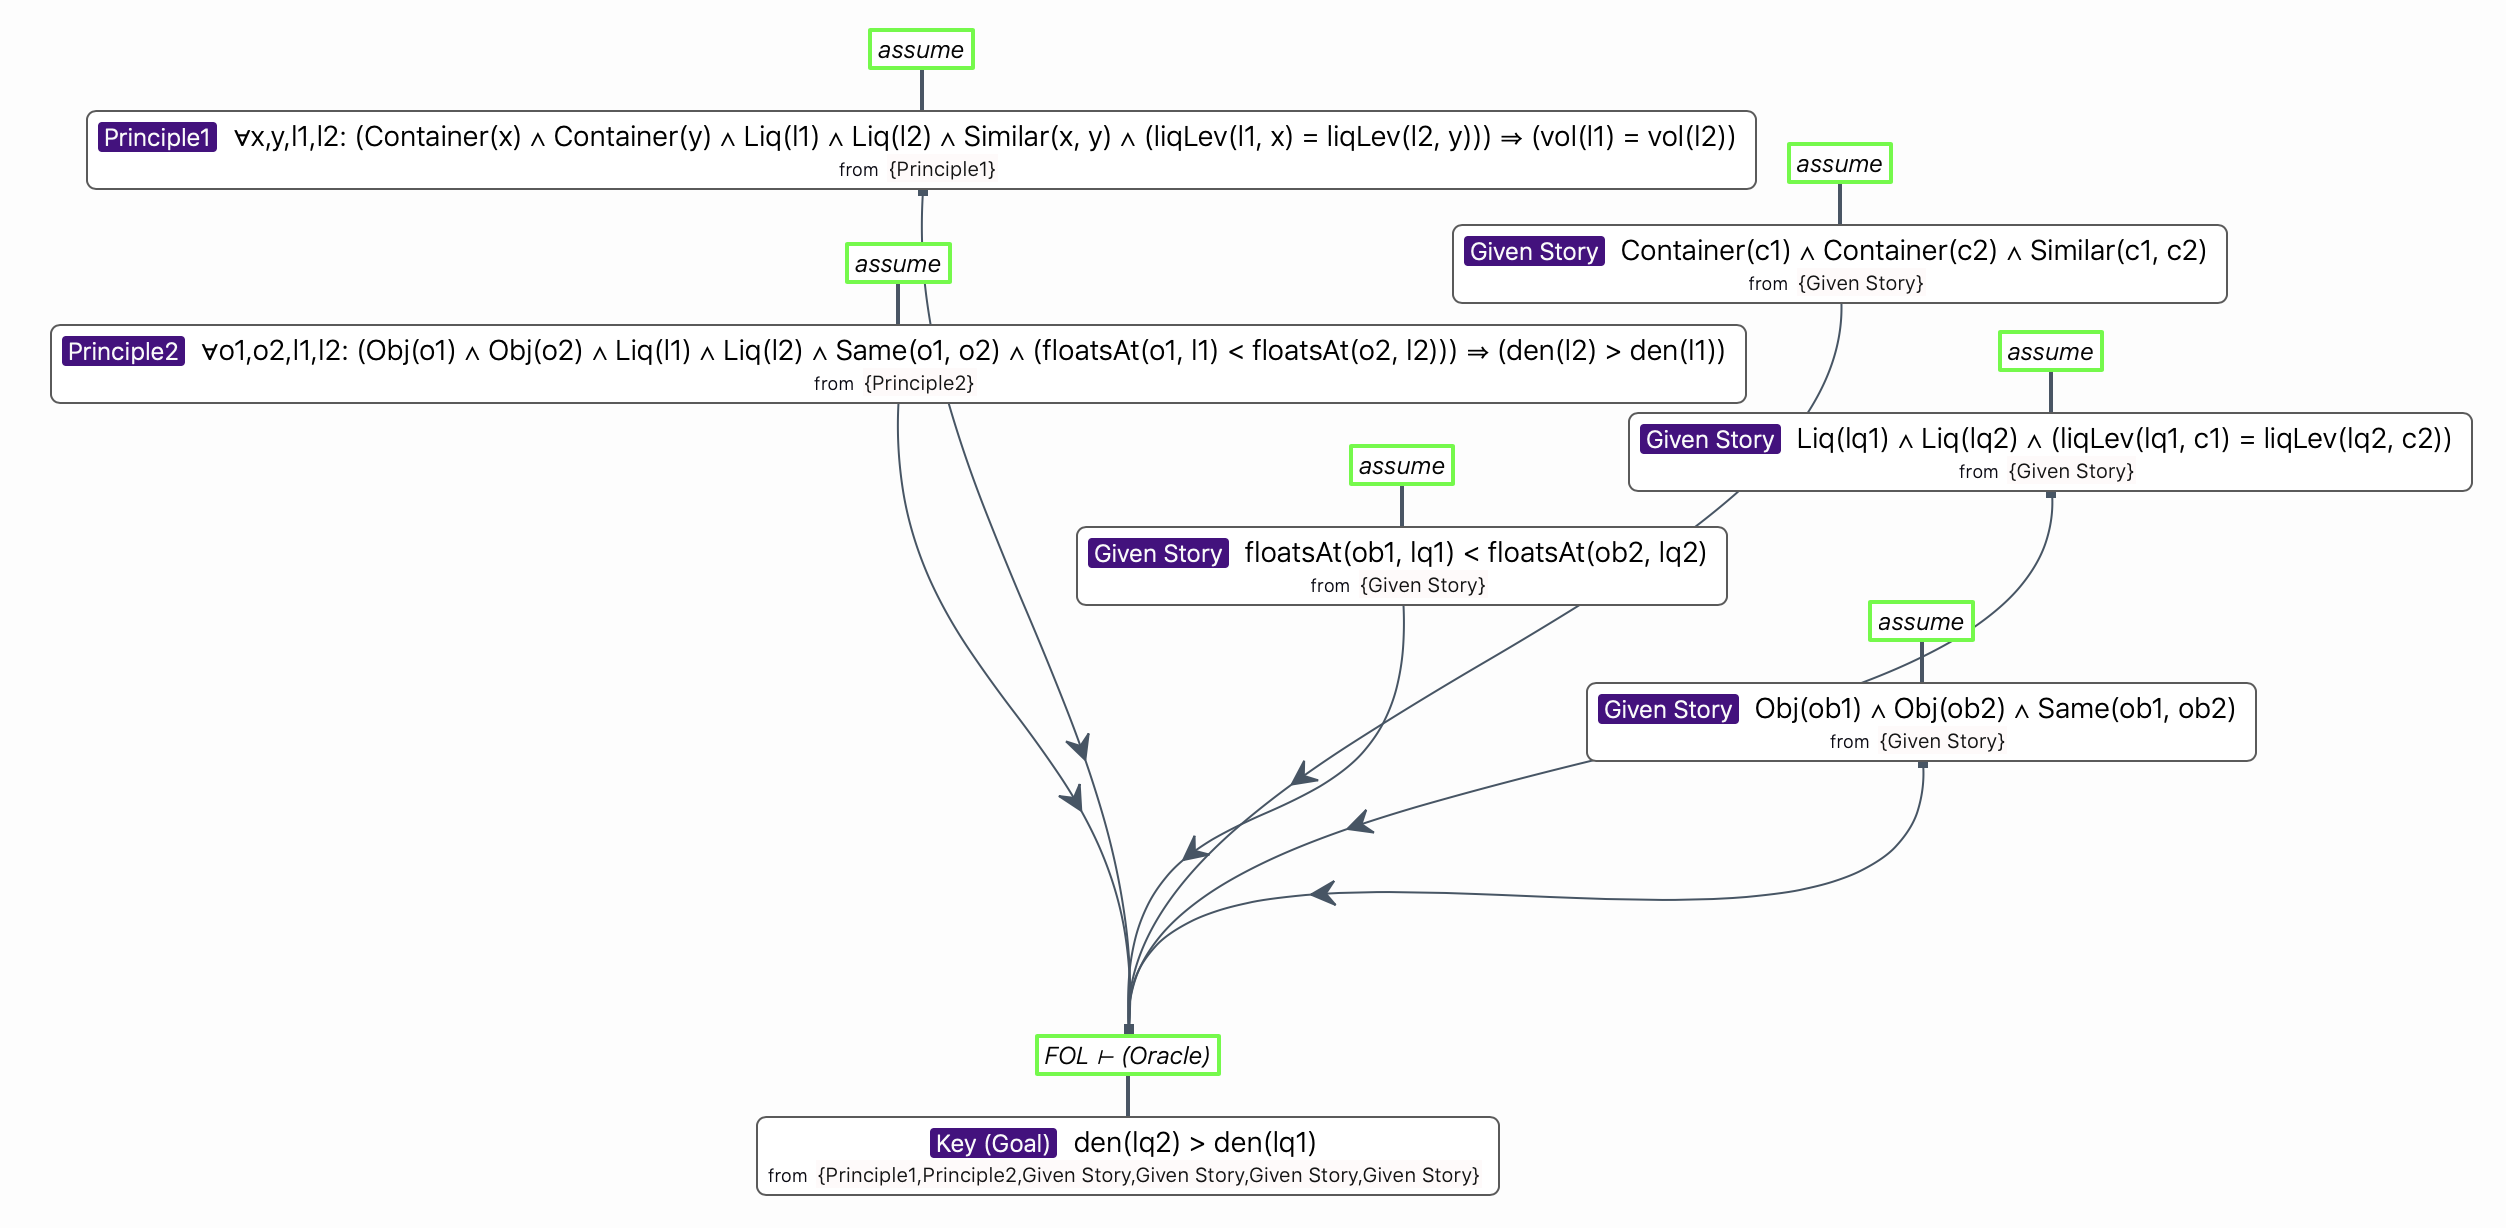 assume
Principle1 ∀x,y,l1,l2: (Container(x) ∧ Container(y) ∧ Liq(l1) ∧ Liq(l2) ∧ Similar(x, y) ∧ (liqLev(l1, x) = liqLev(l2, y))) ⇒ (vol(l1) = vol(l2))
from {Principle1}
assume
Given Story Container(c1) ∧ Container(c2) ∧ Similar(c1, c2)
from {Given Story}
assume
Principle2 ∀o1,o2,l1,l2: (Obj(o1) ∧ Obj(o2) ∧ Liq(l1) ∧ Liq(l2) ∧ Same(o1, o2) ∧ (floatsAt(o1, l1) < floatsAt(o2, l2))) ⇒ (den(l2) > den(l1))
from {Principle2}
assume
Given Story Liq(lq1) ∧ Liq(lq2) ∧ (liqLev(lq1, c1) = liqLev(lq2, c2))
from {Given Story}
assume
Given Story floatsAt(ob1, lq1) < floatsAt(ob2, lq2)
from {Given Story}
assume
Given Story Obj(ob1) ∧ Obj(ob2) ∧ Same(ob1, ob2)
from {Given Story}
FOL ⊢ (Oracle)
Key (Goal) den(lq2) > den(lq1)
from {Principle1,Principle2,Given Story,Given Story,Given Story,Given Story}